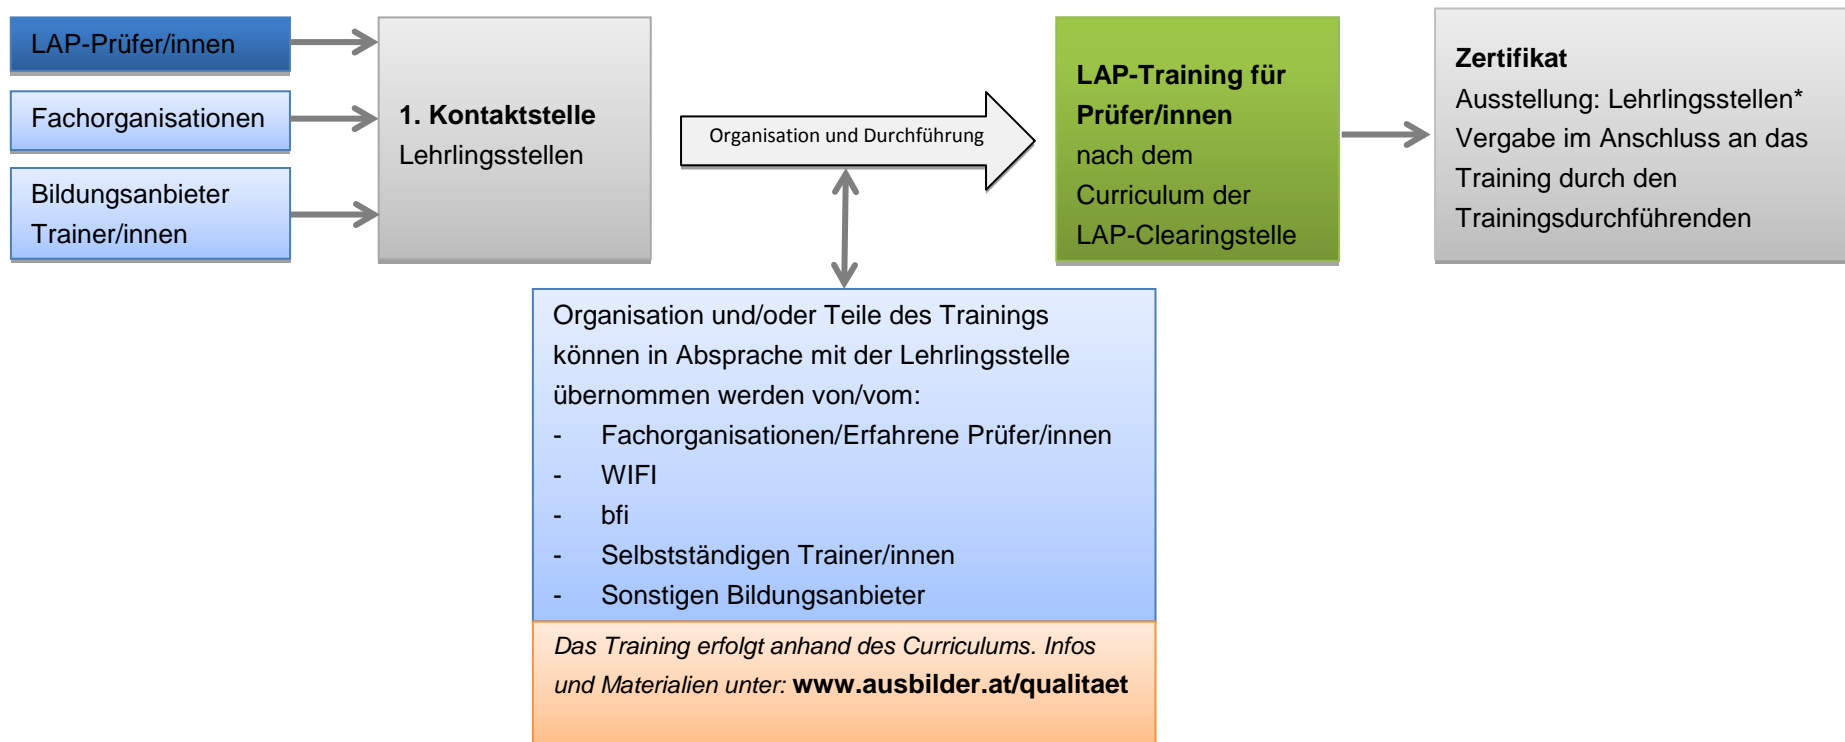 LAP-Prüfer/innen
Fachorganisationen
Bildungsanbieter
Trainer/innen
1. Kontaktstelle
Lehrlingsstellen
Organisation und Durchführung
LAP-Training für
Prüfer/innen
nach dem
Curriculum der
LAP-Clearingstelle
Zertifikat
Ausstellung: Lehrlingsstellen*
Vergabe im Anschluss an das
Training durch den
Trainingsdurchführenden
Organisation und/oder Teile des Trainings
können in Absprache mit der Lehrlingsstelle
übernommen werden von/vom:
- Fachorganisationen/Erfahrene Prüfer/innen
- WIFI
- bfi
- Selbstständigen Trainer/innen
- Sonstigen Bildungsanbieter
Das Training erfolgt anhand des Curriculums. Infos
und Materialien unter: www.ausbilder.at/qualitaet